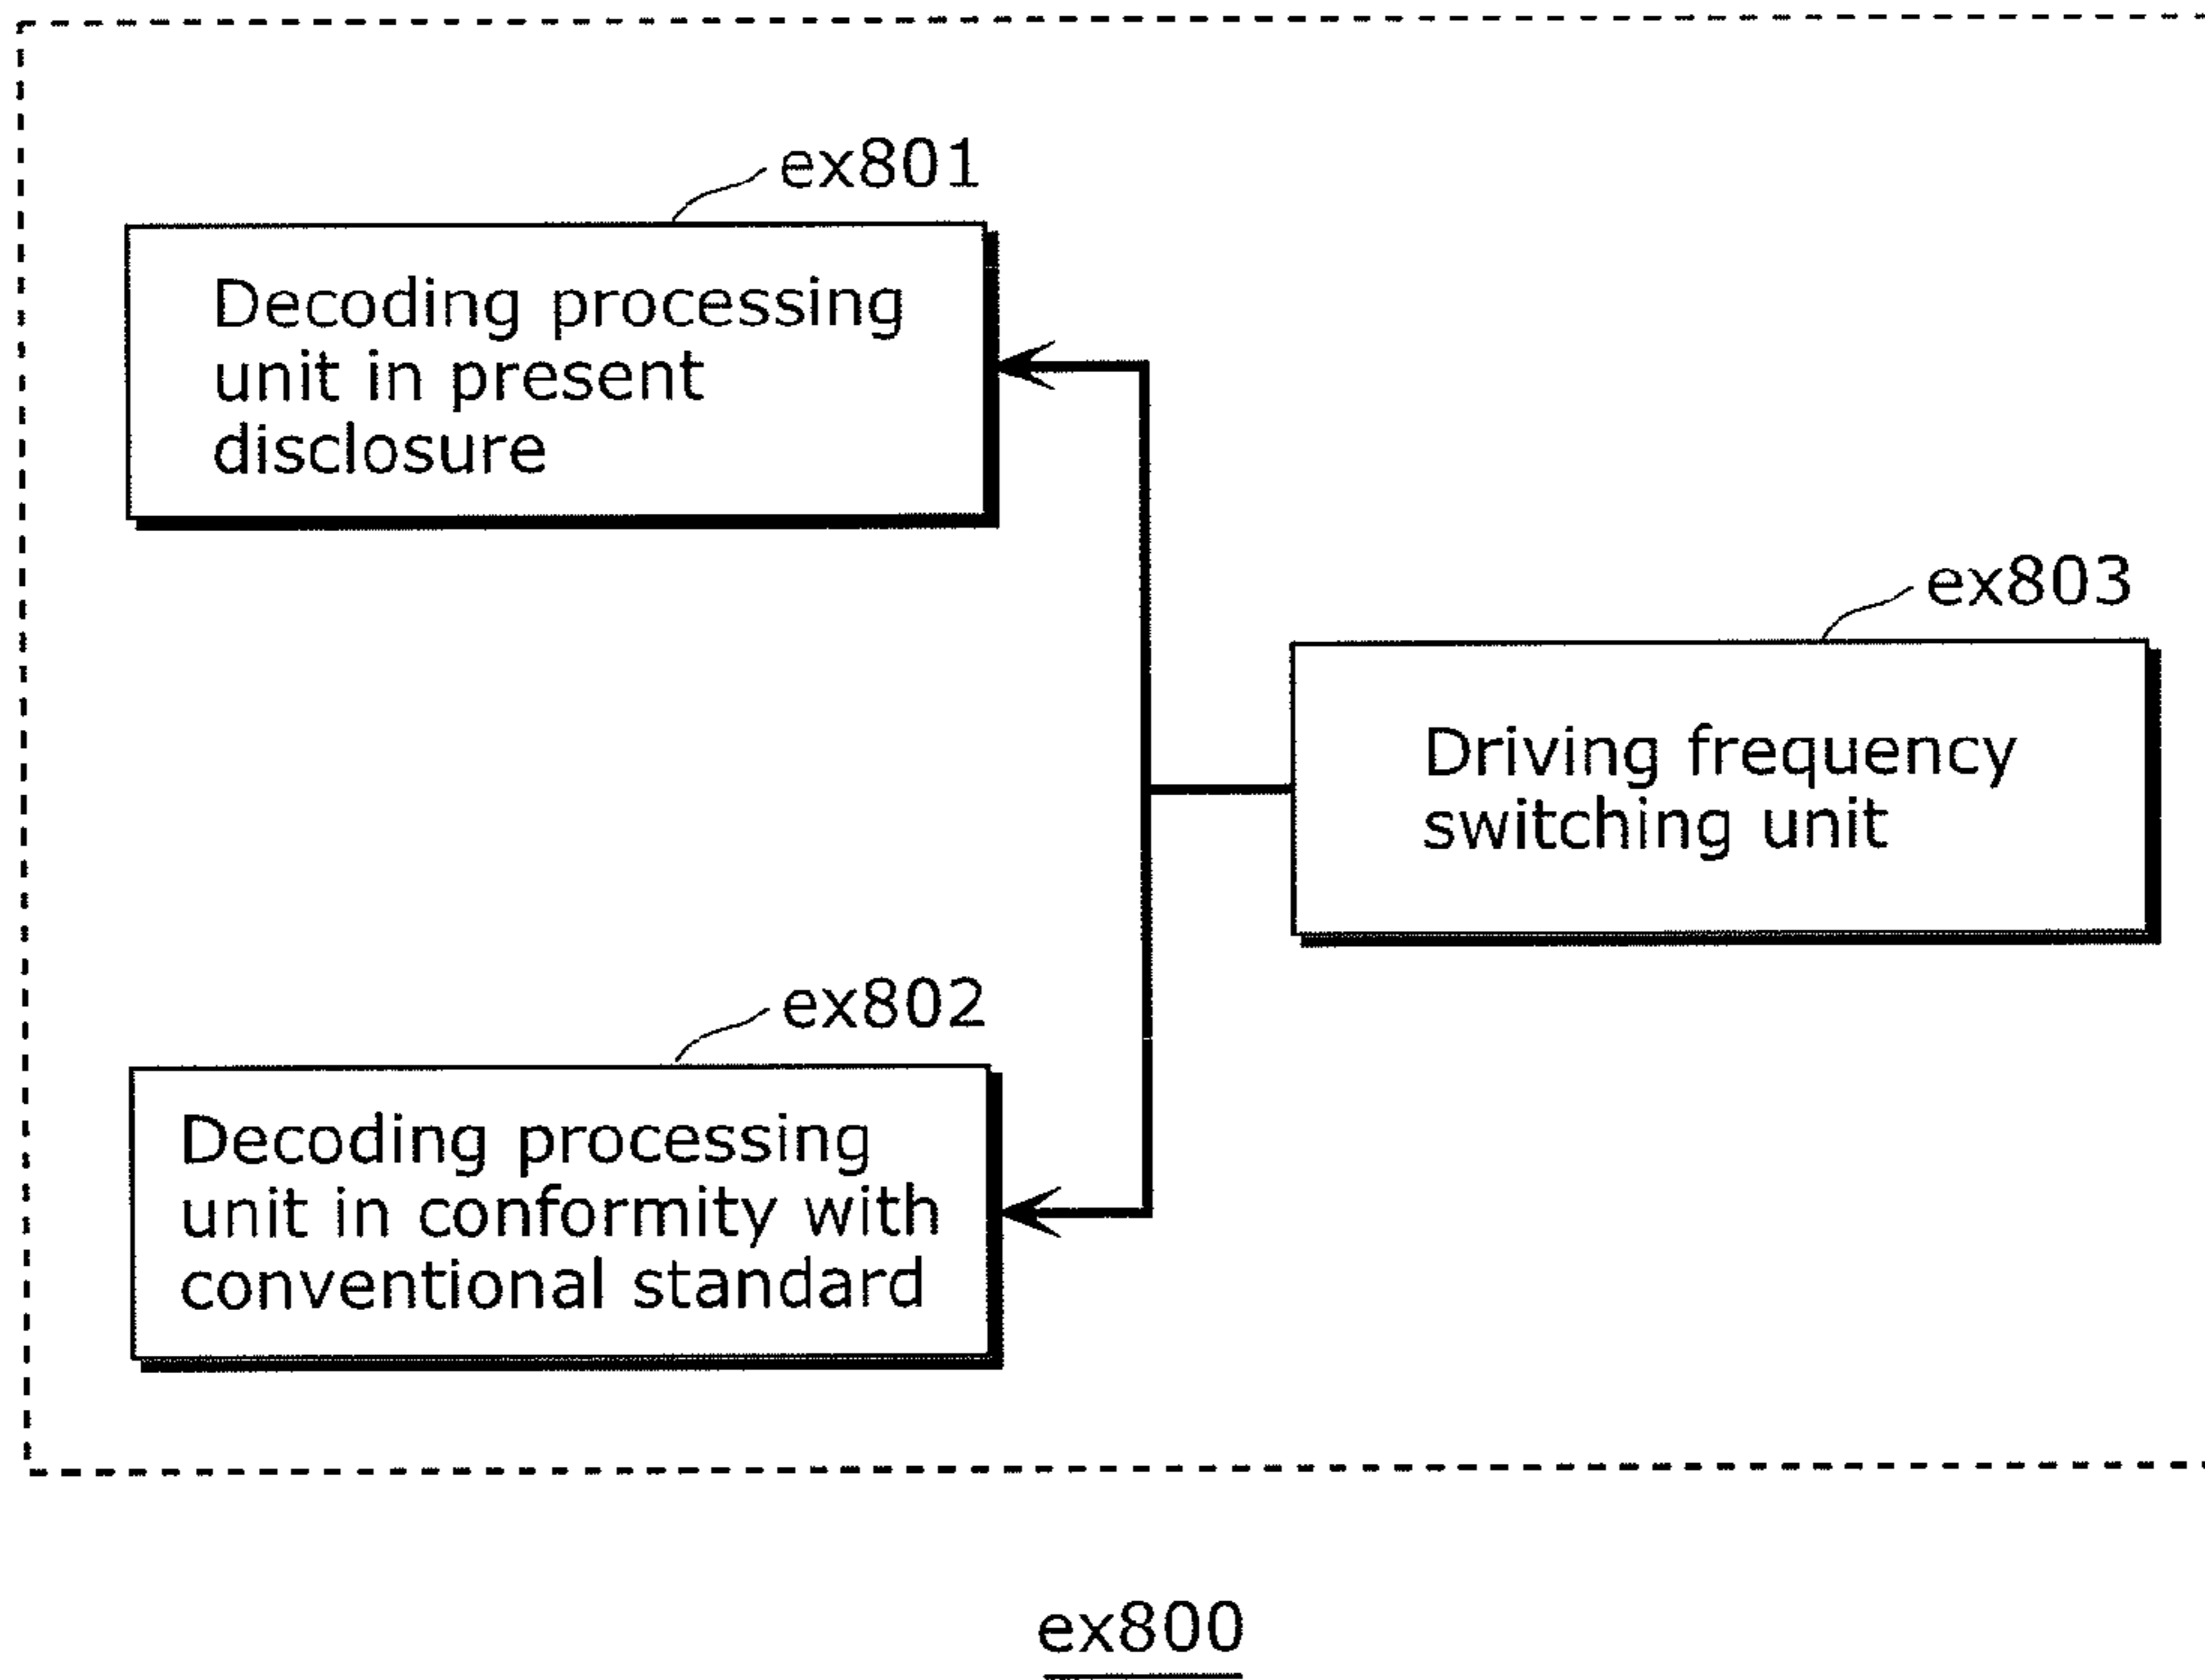 ex801
Decoding processing
unit in present
disclosure
ex803
Driving frequency
switching unit
ex802
Decoding processing
unit in conformity with
conventional standard
ex800